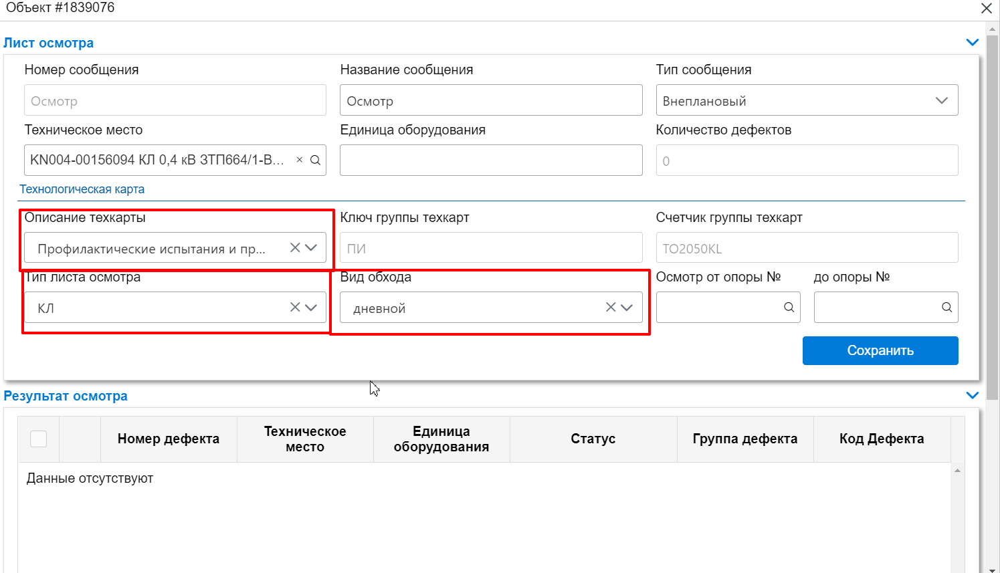 Объект #1839076
Лист осмотра
Номер сообщения
Название сообщения
Тип сообщения
Осмотр
Осмотр
Внеплановый
Техническое место
Единица оборудования
Количество дефектов
KN004-00156094 КЛ 0,4 кВ ЗТП664/1-В...
0
Технологическая карта
Описание техкарты
Ключ группы техкарт
Счетчик группы техкарт
Профилактические испытания и пр...
ПИ
TO2050KL
Тип листа осмотра
Вид обхода
Осмотр от опоры №
до опоры №
КЛ
дневной
Сохранить
Результат осмотра
Номер дефекта
Техническое
место
Единица
оборудования
Статус
Группа дефекта
Код Дефекта
Данные отсутствуют